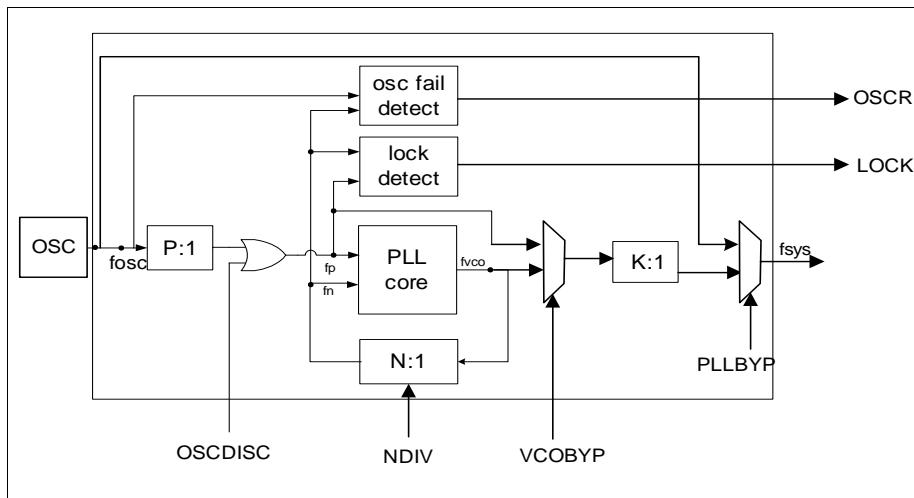 osc fail
detect
OSCR
lock
detect
LOCK
OSC
fosc
P:1
fp
fn
PLL
core
fvco
K:1
fsys
N:1
PLLBYP
OSCDISC
NDIV
VCOBYP